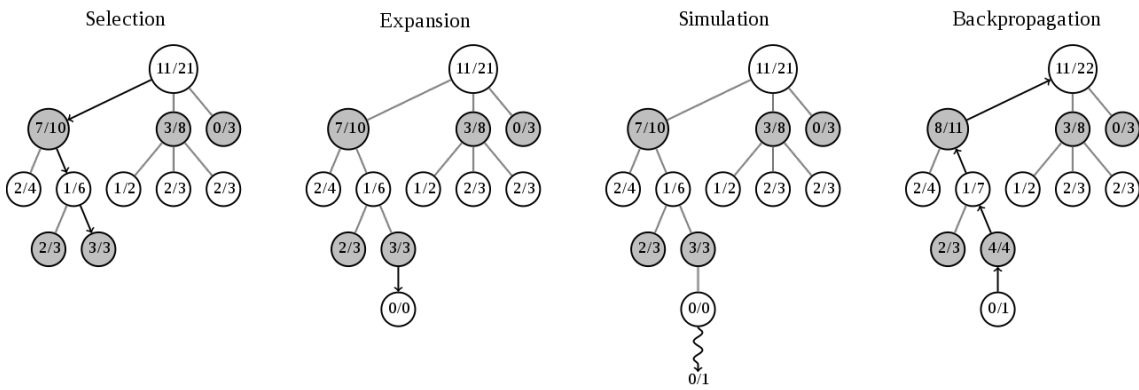 Selection
11/21
7/10 3/8 0/3
2/4 1/6 1/2 2/3 2/3
2/3 3/3
Expansion
11/21
7/10 3/8 0/3
2/4 1/6 1/2 2/3 2/3
2/3 3/3
0/0
Simulation
11/21
7/10 3/8 0/3
2/4 1/6 1/2 2/3 2/3
2/3 3/3
0/0
0/1
Backpropagation
11/22
8/11 3/8 0/3
2/4 1/7 1/2 2/3 2/3
2/3 4/4
0/1